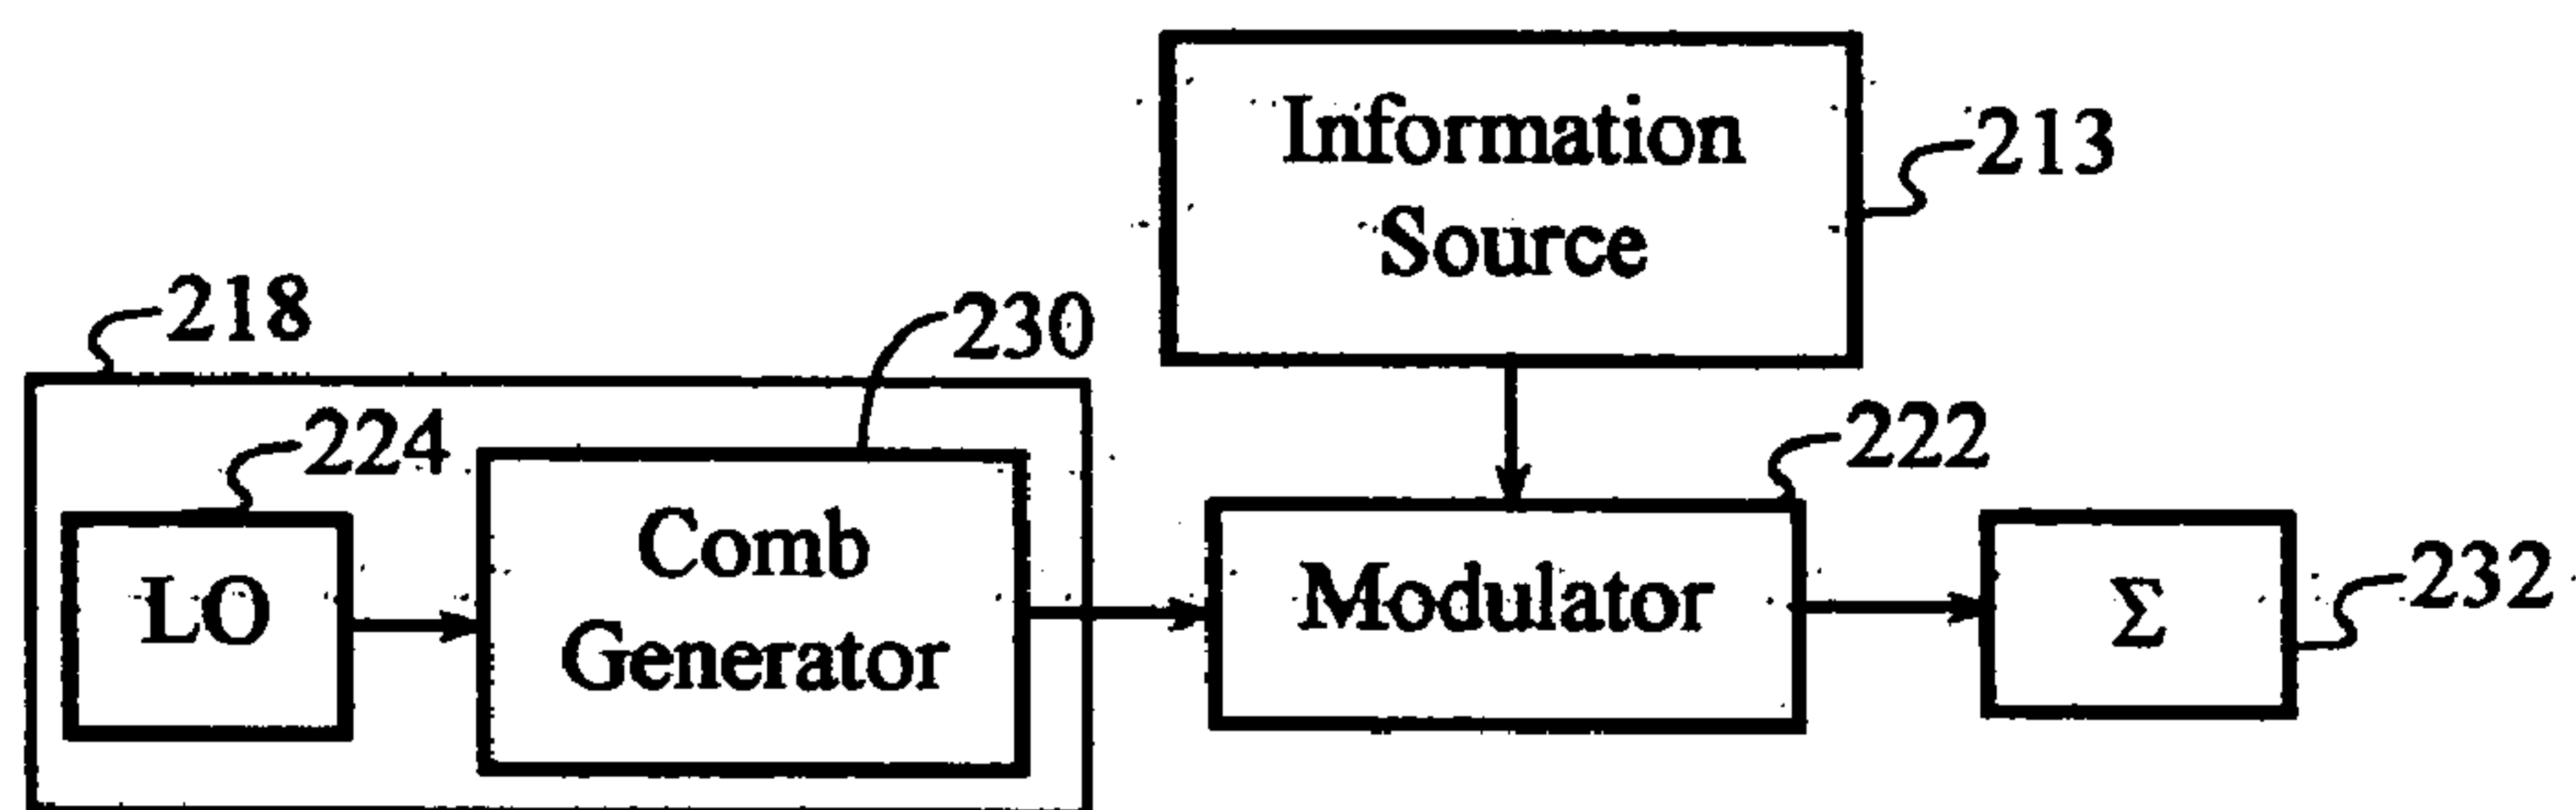 Information
Source
213
218
230
224
222
Comb
Generator
LO
Modulator
Σ
232